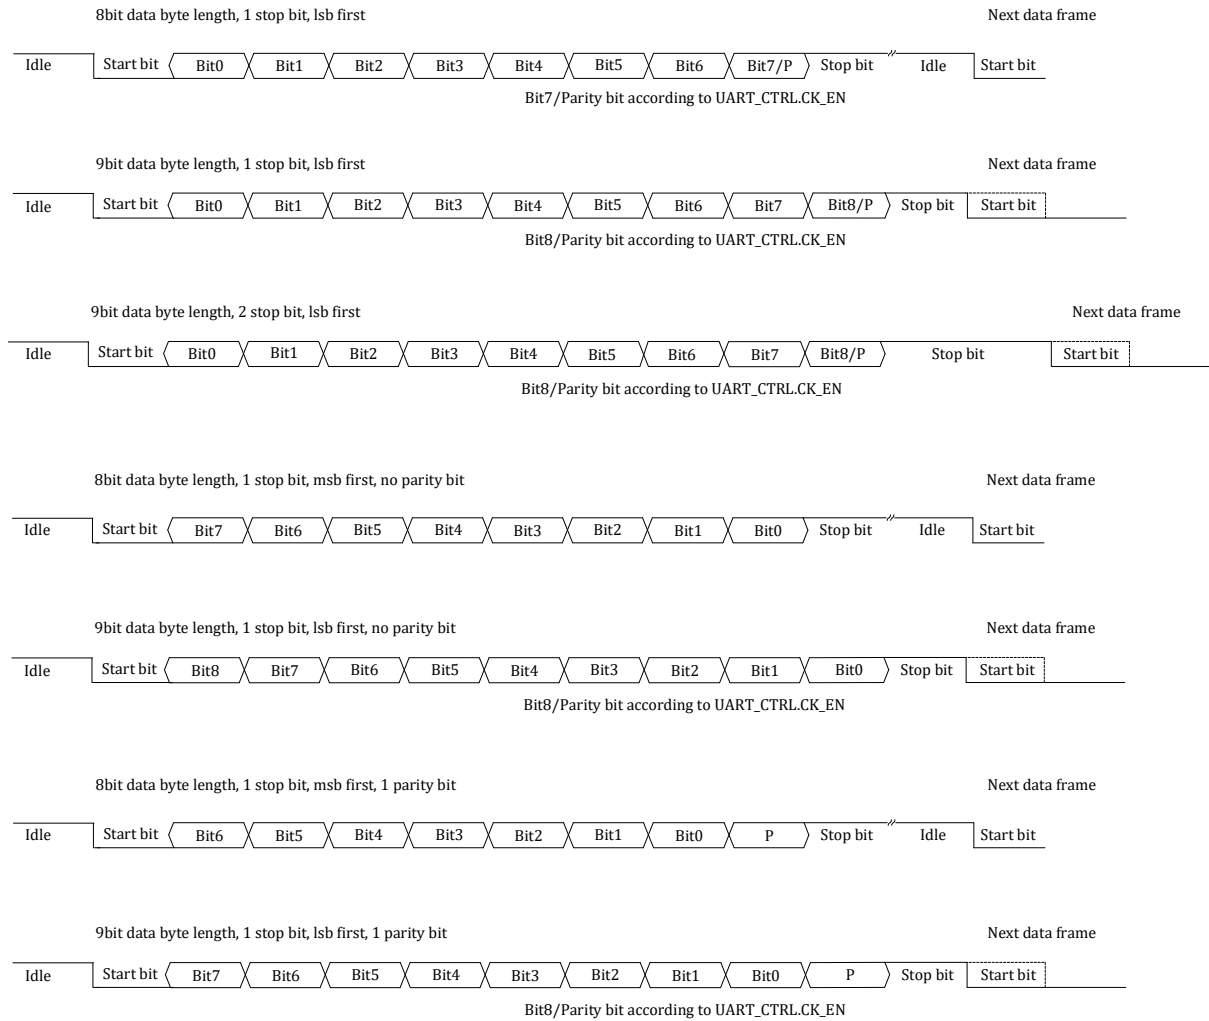 8bit data byte length, 1 stop bit, lsb first Next data frame
Idle Start bit Bit0 Bit1 Bit2 Bit3 Bit4 Bit5 Bit6 Bit7/P Stop bit Idle Start bit
Bit7/Parity bit according to UART_CTRL.CK_EN
9bit data byte length, 1 stop bit, lsb first Next data frame
Idle Start bit Bit0 Bit1 Bit2 Bit3 Bit4 Bit5 Bit6 Bit7 Bit8/P Stop bit Start bit
Bit8/Parity bit according to UART_CTRL.CK_EN
9bit data byte length, 2 stop bit, lsb first Next data frame
Idle Start bit Bit0 Bit1 Bit2 Bit3 Bit4 Bit5 Bit6 Bit7 Bit8/P Stop bit Start bit
Bit8/Parity bit according to UART_CTRL.CK_EN
8bit data byte length, 1 stop bit, msb first, no parity bit Next data frame
Idle Start bit Bit7 Bit6 Bit5 Bit4 Bit3 Bit2 Bit1 Bit0 Stop bit Idle Start bit
9bit data byte length, 1 stop bit, lsb first, no parity bit Next data frame
Idle Start bit Bit8 Bit7 Bit6 Bit5 Bit4 Bit3 Bit2 Bit1 Bit0 Stop bit Start bit
Bit8/Parity bit according to UART_CTRL.CK_EN
8bit data byte length, 1 stop bit, msb first, 1 parity bit Next data frame
Idle Start bit Bit6 Bit5 Bit4 Bit3 Bit2 Bit1 Bit0 P Stop bit Idle Start bit
9bit data byte length, 1 stop bit, lsb first, 1 parity bit Next data frame
Idle Start bit Bit7 Bit6 Bit5 Bit4 Bit3 Bit2 Bit1 Bit0 P Stop bit Start bit
Bit8/Parity bit according to UART_CTRL.CK_EN